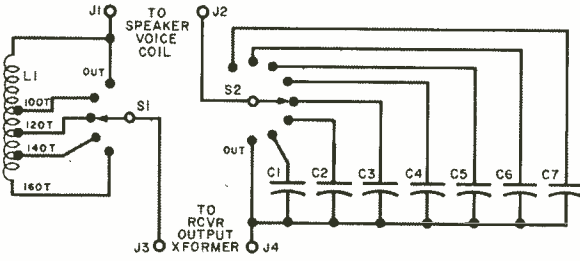 J1
TO
SPEAKER
VOICE
COIL
J2
L1
OUT
100T
120T
140T
160T
S1
S2
OUT
C1
C2
C3
C4
C5
C6
C7
TO
RCVR
OUTPUT
XFORMER
J3
J4